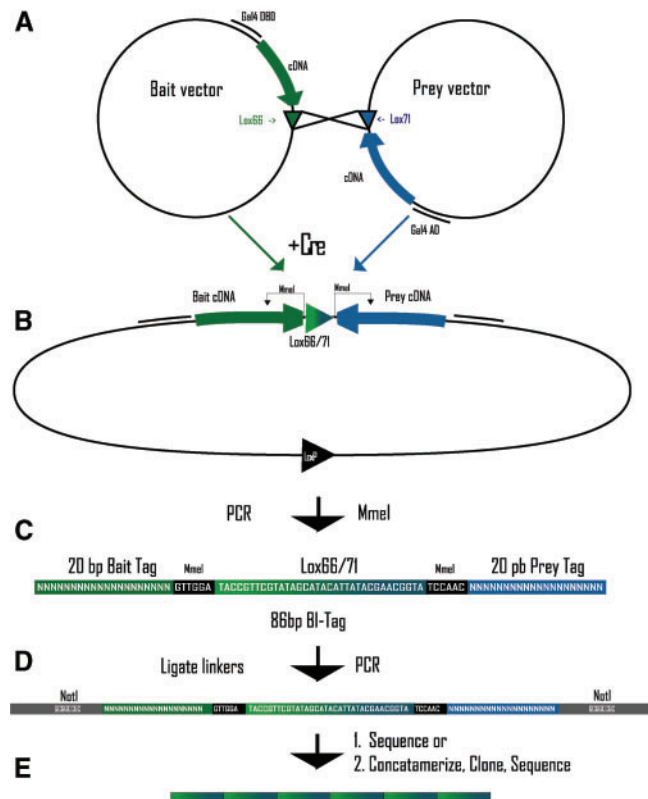 A
Gal4 DBD
cDNA
Bait vector
Prey vector
Lox66 ->
<- Lox71
cDNA
Gal4 AD
+Cre
MmeI
MmeI
Bait cDNA
Prey cDNA
B
Lox66/71
LoxP
PCR
MmeI
C
20 bp Bait Tag
MmeI
Lox66/71
MmeI
20 pb Prey Tag
NNNNNNNNNNNNNNNNNNNN GTTGGA TACCGTTCGTATAGCATACATTATACGAACGGTA TCCAAC NNNNNNNNNNNNNNNNNNNN
86bp BI-Tag
D
Ligate linkers
PCR
NotI
NotI
NNNNNNNNNNNNNNNNNNNN GTTGGA TACCGTTCGTATAGCATACATTATACGAACGGTA TCCAAC NNNNNNNNNNNNNNNNNNNN
1. Sequence or
2. Concatamerize, Clone, Sequence
E